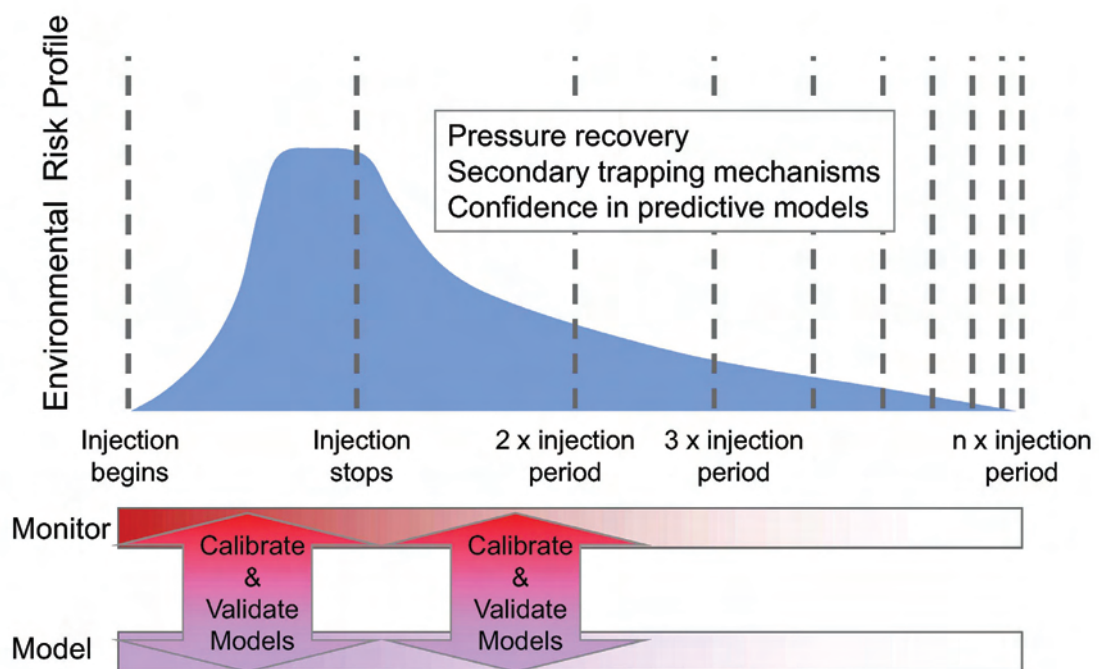 Environmental Risk Profile
Pressure recovery
Secondary trapping mechanisms
Confidence in predictive models
Injection
begins
Injection
stops
2 x injection
period
3 x injection
period
n x injection
period
Monitor
Calibrate
&
Validate
Models
Calibrate
&
Validate
Models
Model